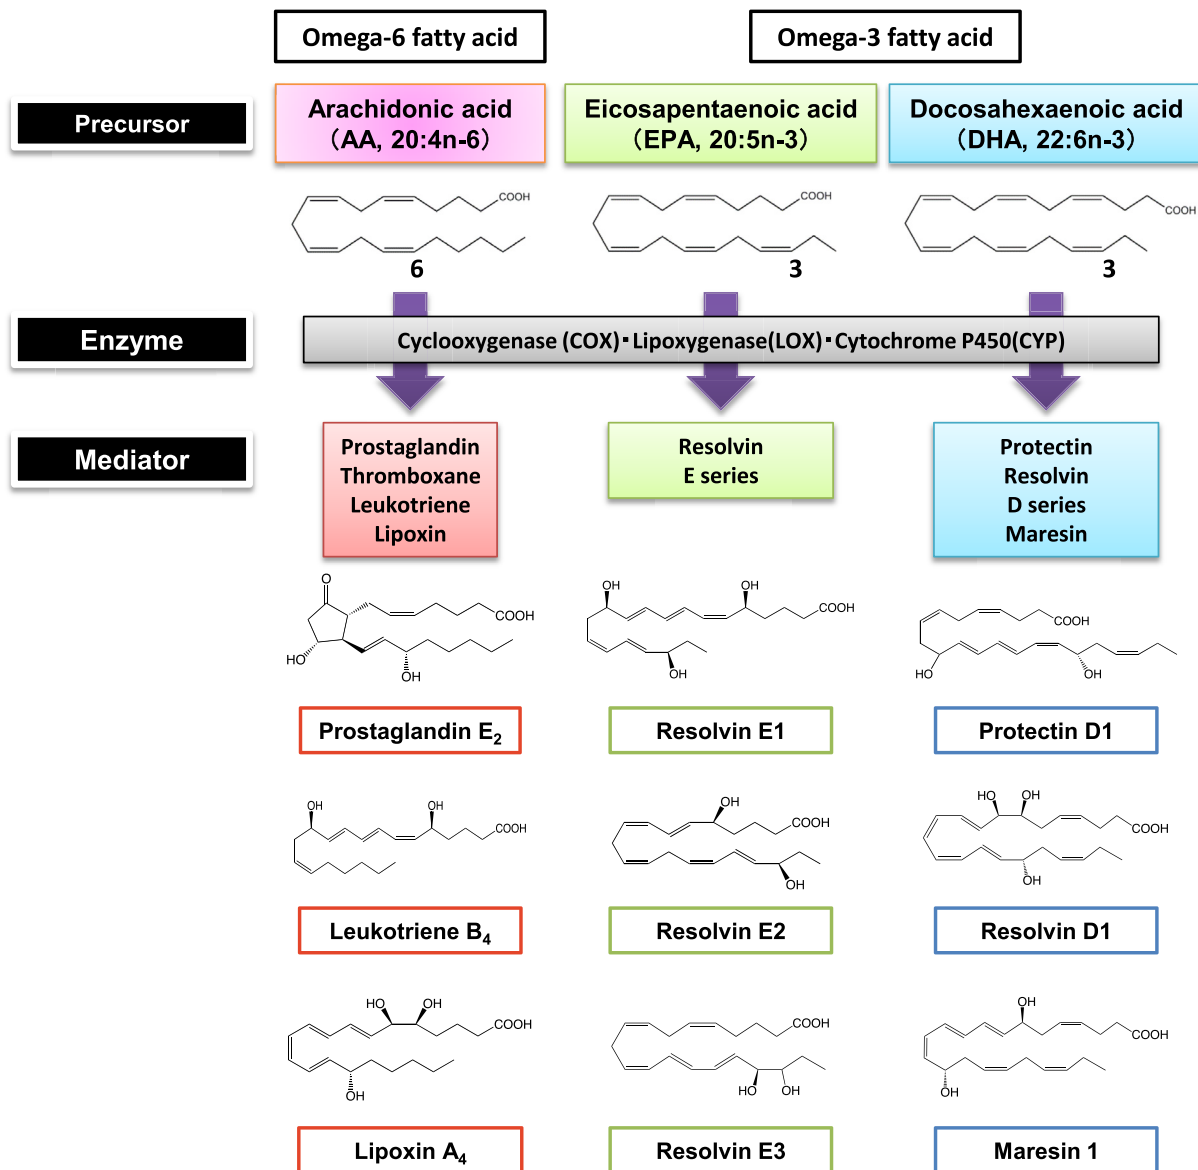 Omega-6 fatty acid
Omega-3 fatty acid
Precursor
Arachidonic acid
(AA, 20:4n-6)
Eicosapentaenoic acid
(EPA, 20:5n-3)
Docosahexaenoic acid
(DHA, 22:6n-3)
COOH
COOH
COOH
6
3
3
Enzyme
Cyclooxygenase (COX)・Lipoxygenase(LOX)・Cytochrome P450(CYP)
Mediator
Prostaglandin
Thromboxane
Leukotriene
Lipoxin
Resolvin
E series
Protectin
Resolvin
D series
Maresin
O
COOH
HO
OH
OH
OH
COOH
OH
COOH
HO
OH
Prostaglandin E₂
Resolvin E1
Protectin D1
OH
OH
COOH
OH
COOH
OH
HO
OH
COOH
OH
Leukotriene B₄
Resolvin E2
Resolvin D1
HO
OH
COOH
OH
COOH
HO
OH
OH
COOH
OH
Lipoxin A₄
Resolvin E3
Maresin 1